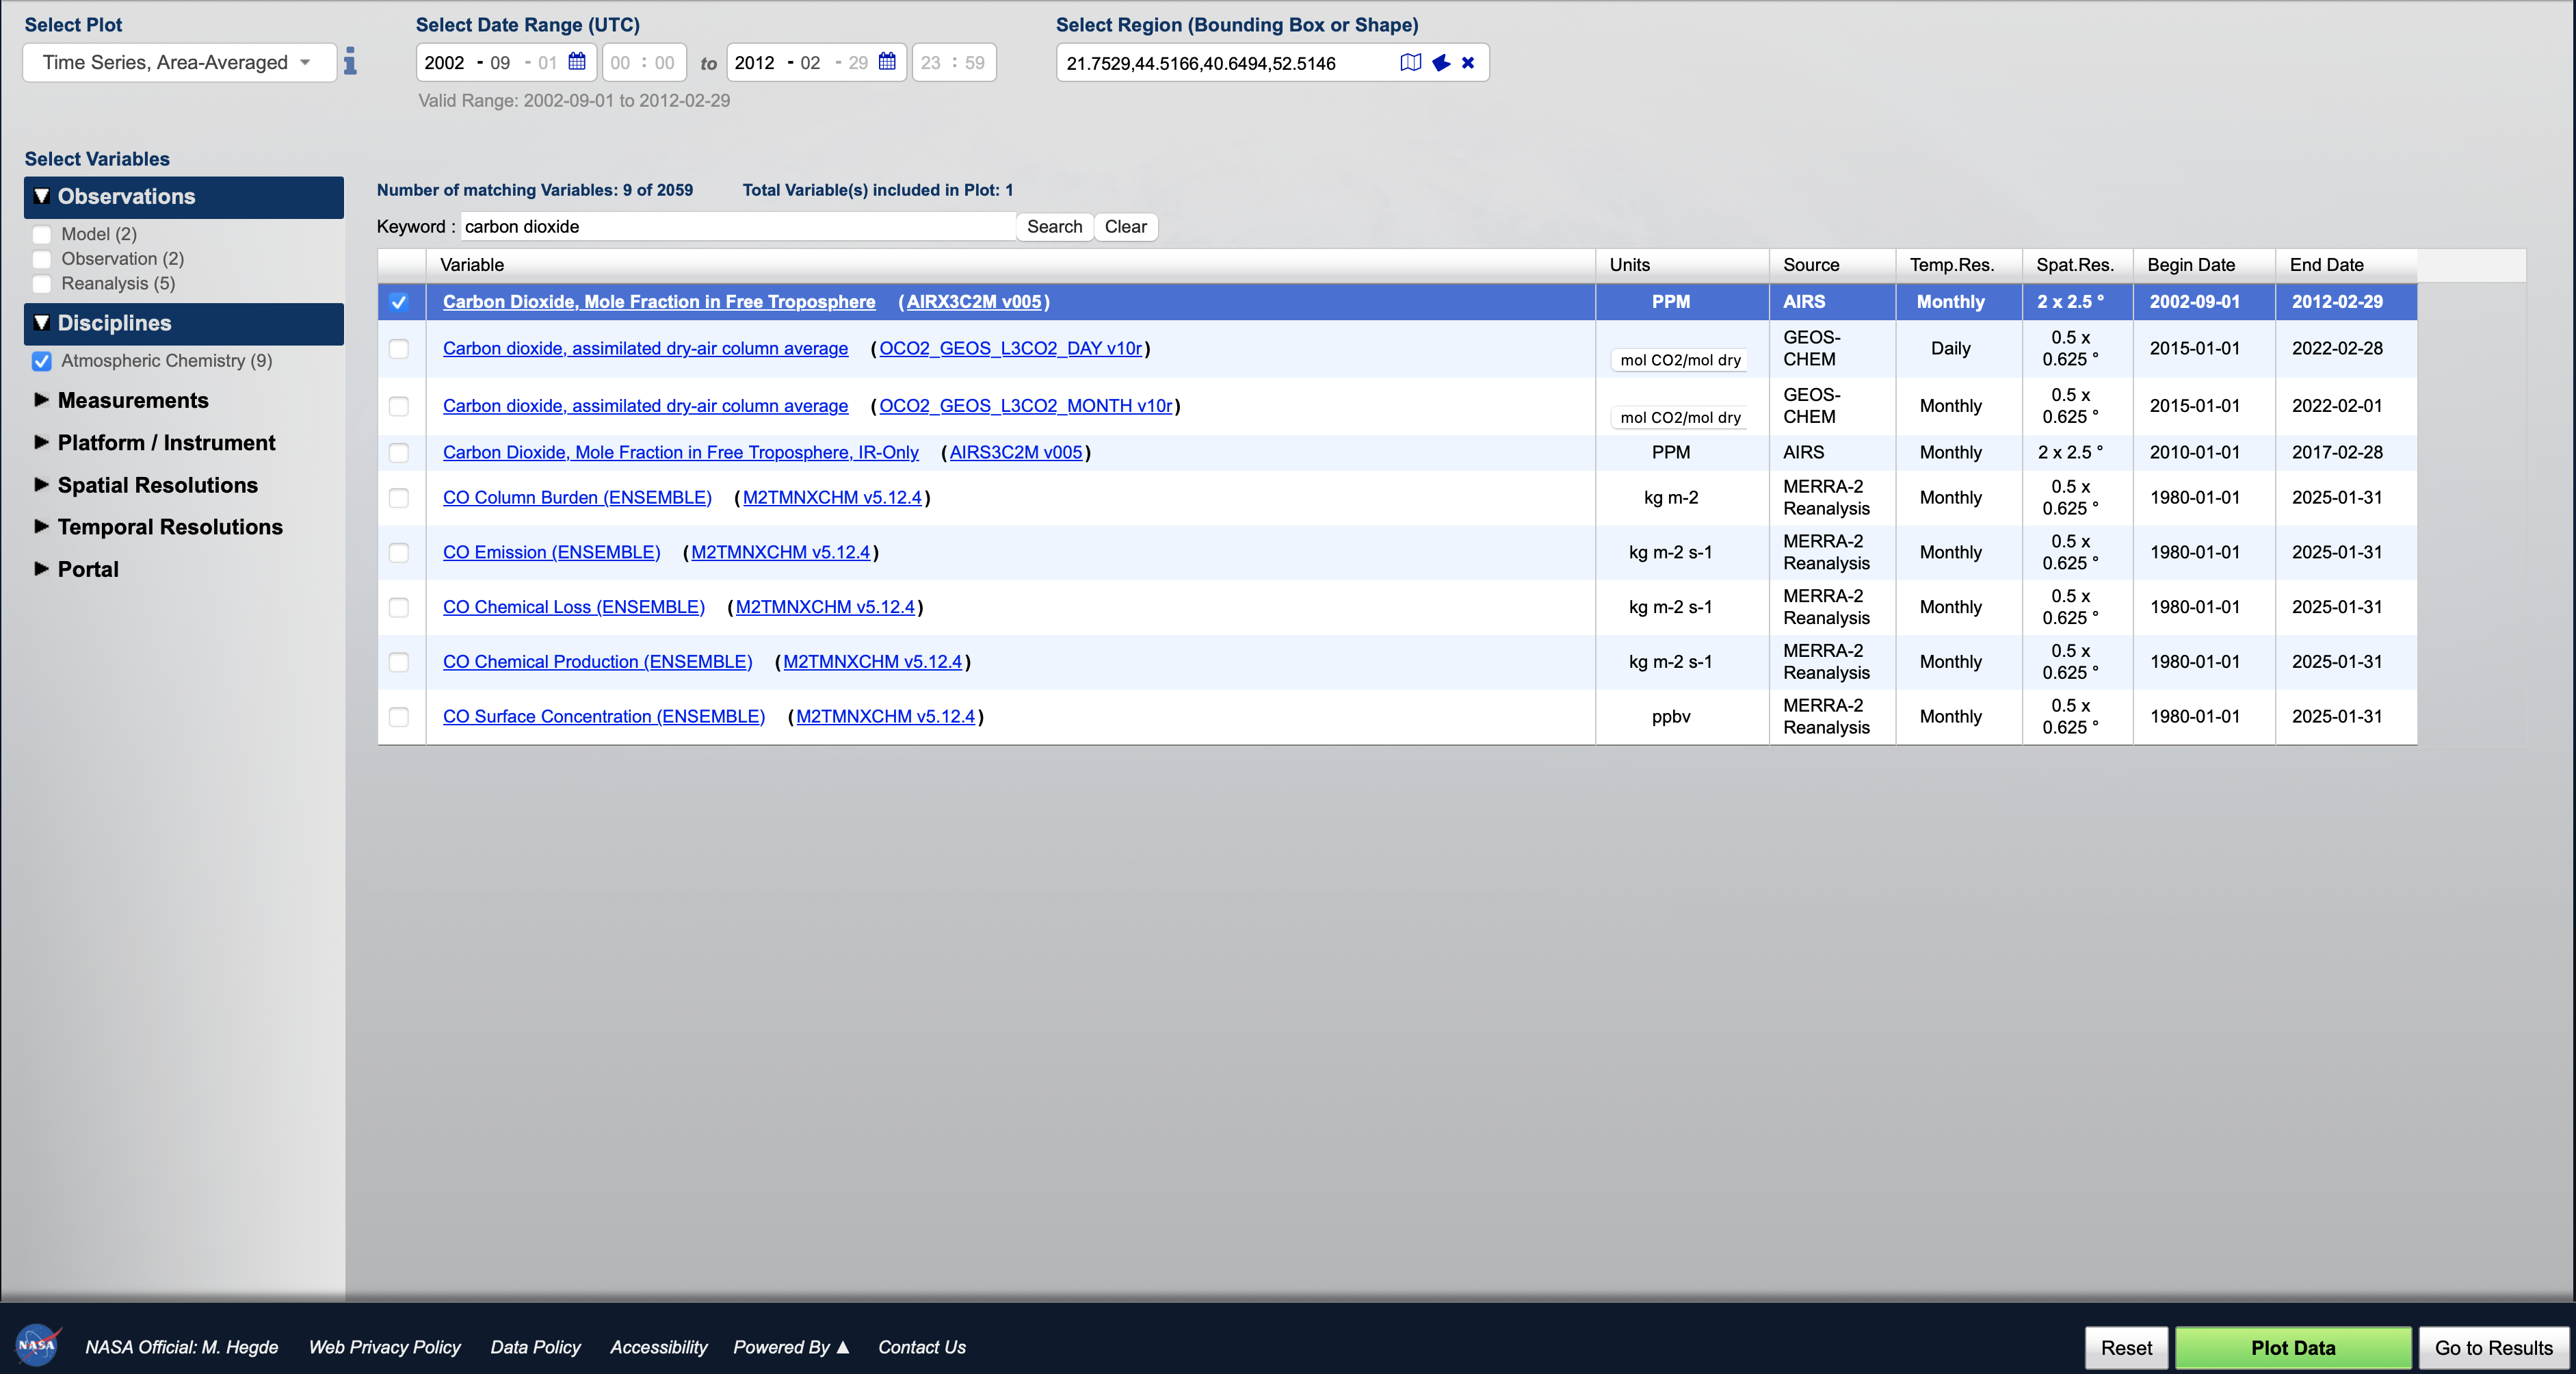 Select Plot
Time Series, Area-Averaged
Select Date Range (UTC)
2002 - 09 - 01 00 : 00 to 2012 - 02 - 29 23 : 59
Valid Range: 2002-09-01 to 2012-02-29
Select Region (Bounding Box or Shape)
21.7529,44.5166,40.6494,52.5146
Select Variables
Observations
Model (2)
Observation (2)
Reanalysis (5)
Disciplines
Atmospheric Chemistry (9)
Measurements
Platform / Instrument
Spatial Resolutions
Temporal Resolutions
Portal
Number of matching Variables: 9 of 2059 Total Variable(s) included in Plot: 1
Keyword : carbon dioxide Search Clear
Variable Units Source Temp.Res. Spat.Res. Begin Date End Date
Carbon Dioxide, Mole Fraction in Free Troposphere (AIRX3C2M v005) PPM AIRS Monthly 2 x 2.5 ° 2002-09-01 2012-02-29
Carbon dioxide, assimilated dry-air column average (OCO2_GEOS_L3CO2_DAY v10r) mol CO2/mol dry GEOS-CHEM Daily 0.5 x 0.625 ° 2015-01-01 2022-02-28
Carbon dioxide, assimilated dry-air column average (OCO2_GEOS_L3CO2_MONTH v10r) mol CO2/mol dry GEOS-CHEM Monthly 0.5 x 0.625 ° 2015-01-01 2022-02-01
Carbon Dioxide, Mole Fraction in Free Troposphere, IR-Only (AIRS3C2M v005) PPM AIRS Monthly 2 x 2.5 ° 2010-01-01 2017-02-28
CO Column Burden (ENSEMBLE) (M2TMNXCHM v5.12.4) kg m-2 MERRA-2 Reanalysis Monthly 0.5 x 0.625 ° 1980-01-01 2025-01-31
CO Emission (ENSEMBLE) (M2TMNXCHM v5.12.4) kg m-2 s-1 MERRA-2 Reanalysis Monthly 0.5 x 0.625 ° 1980-01-01 2025-01-31
CO Chemical Loss (ENSEMBLE) (M2TMNXCHM v5.12.4) kg m-2 s-1 MERRA-2 Reanalysis Monthly 0.5 x 0.625 ° 1980-01-01 2025-01-31
CO Chemical Production (ENSEMBLE) (M2TMNXCHM v5.12.4) kg m-2 s-1 MERRA-2 Reanalysis Monthly 0.5 x 0.625 ° 1980-01-01 2025-01-31
CO Surface Concentration (ENSEMBLE) (M2TMNXCHM v5.12.4) ppbv MERRA-2 Reanalysis Monthly 0.5 x 0.625 ° 1980-01-01 2025-01-31
NASA NASA Official: M. Hegde Web Privacy Policy Data Policy Accessibility Powered By ▲ Contact Us
Reset Plot Data Go to Results